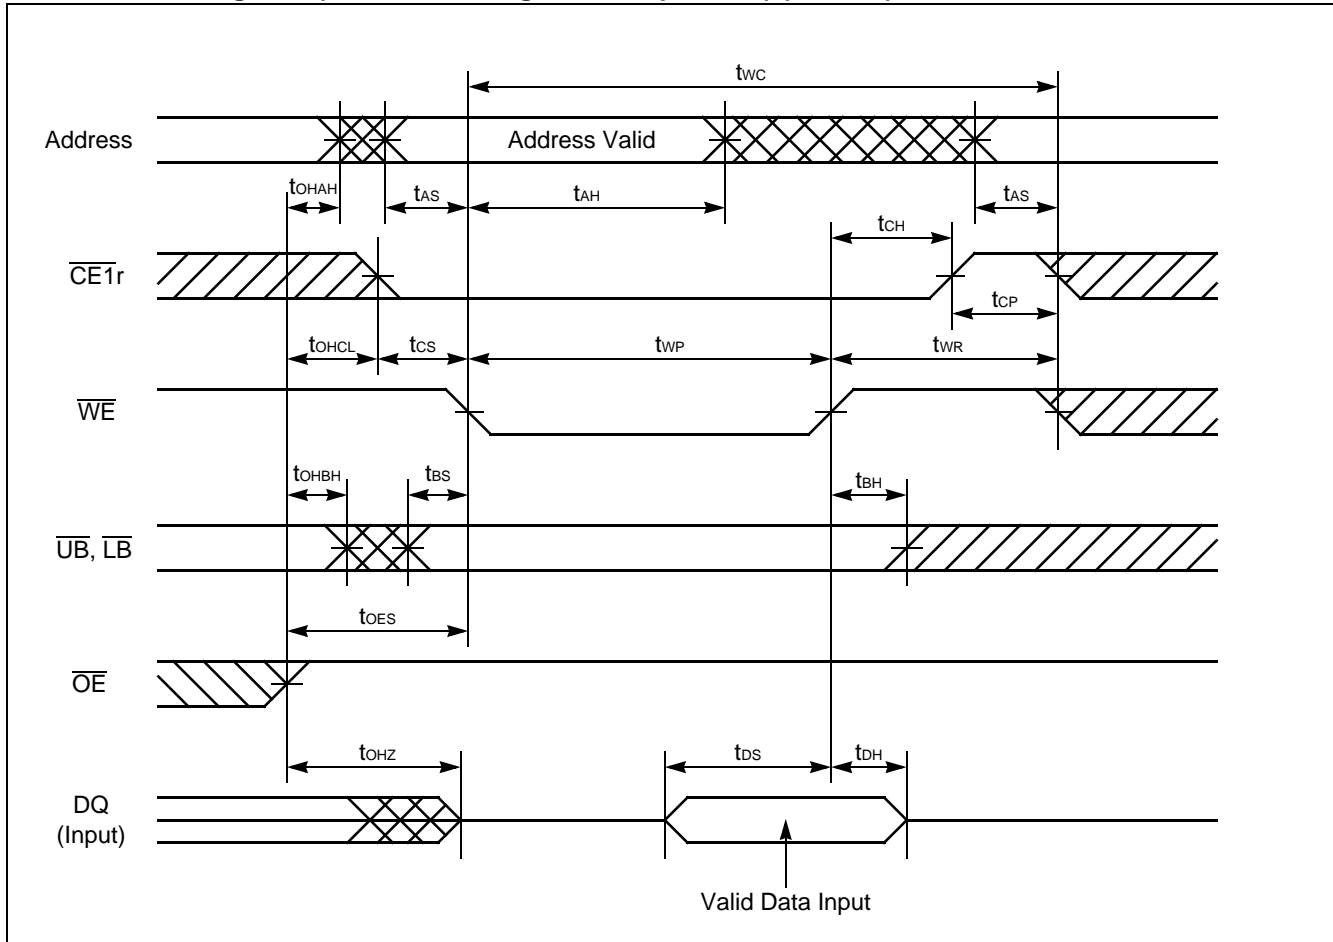 tWC
Address
Address Valid
tOHAH
tAS
tAH
tAS
tCH
CE1r
tCP
tOHCL
tCS
tWP
tWR
WE
tOHBH
tBS
tBH
UB, LB
tOES
OE
tOHZ
tDS
tDH
DQ
(Input)
Valid Data Input